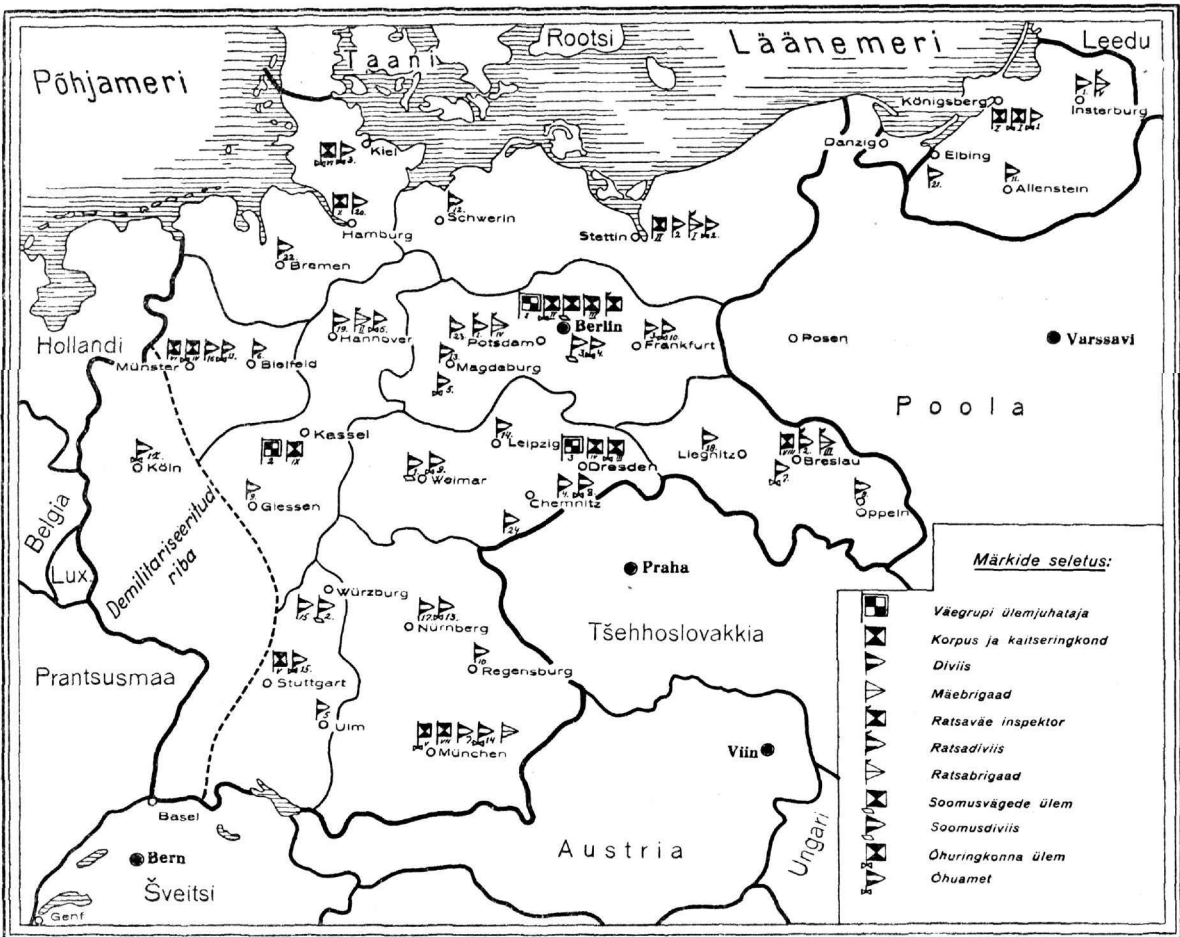 Põhjameri
Taani
Rootsi
Läänemeri
Leedu
Königsberg
Insterburg
Danzig
Elbing
Allenstein
Kiel
Hamburg
Schwerin
Stettin
Bremen
Hollandi
Münster
Bielfeld
Hannover
Potsdam
Berlin
Frankfurt
Magdeburg
Posen
Varssavi
Poola
Köln
Kassel
Giessen
Leipzig
Weimar
Dresden
Chemnitz
Liegnitz
Breslau
Oppeln
Belgia
Lux.
Demilitariseeritud
riba
Praha
Tšehhoslovakkia
Würzburg
Nürnberg
Regensburg
Prantsusmaa
Stuttgart
Ulm
München
Viin
Basel
Bern
Šveitsi
Genf
Austria
Ungari
Märkide seletus:
Väegrupi ülemjuhataja
Korpus ja kaitseringkond
Diviis
Mäebrigaad
Ratsaväe inspektor
Ratsadiviis
Ratsabrigaad
Soomusvägede ülem
Soomusdiviis
Õhuringkonna ülem
Õhuamet